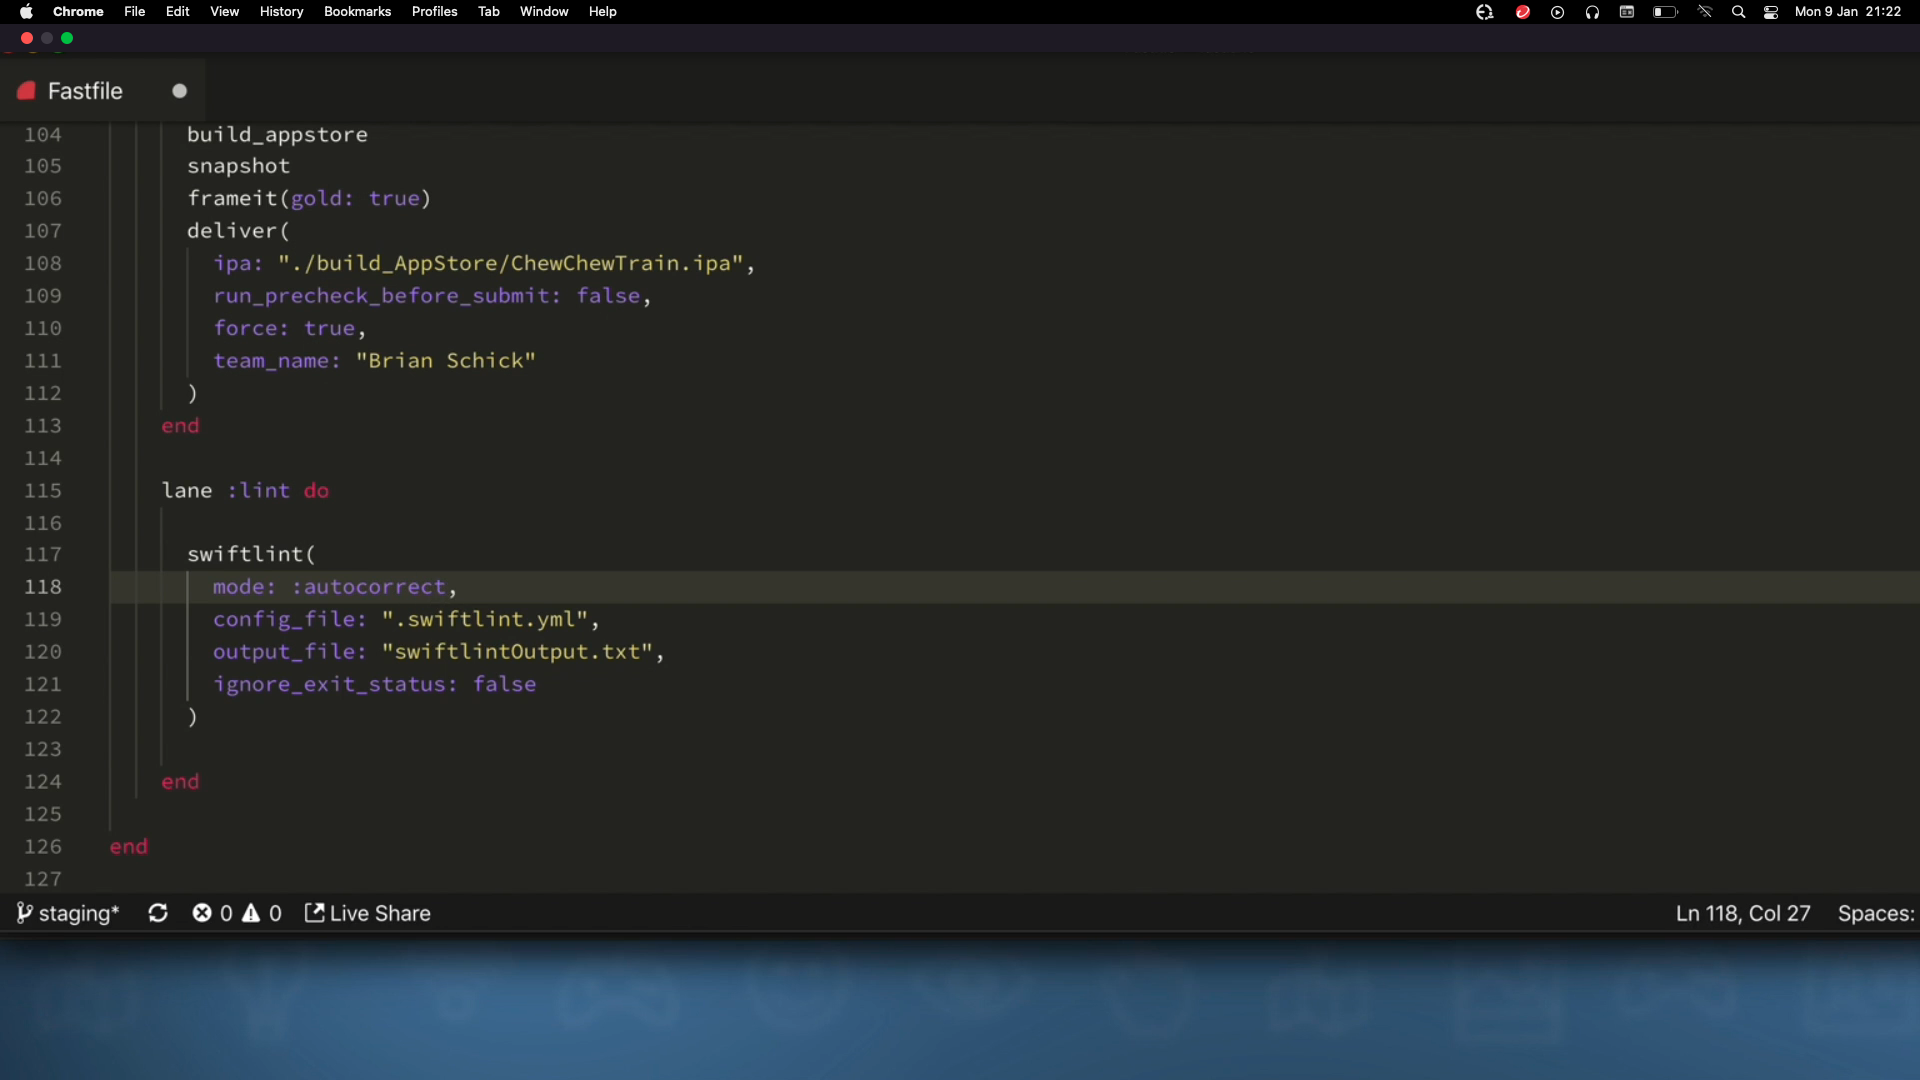 Chrome File Edit View History Bookmarks Profiles Tab Window Help Mon 9 Jan 21:22
Fastfile
104 build_appstore
105 snapshot
106 frameit(gold: true)
107 deliver(
108 ipa: "./build_AppStore/ChewChewTrain.ipa",
109 run_precheck_before_submit: false,
110 force: true,
111 team_name: "Brian Schick"
112 )
113 end
114
115 lane :lint do
116
117 swiftlint(
118 mode: :autocorrect,
119 config_file: ".swiftlint.yml",
120 output_file: "swiftlintOutput.txt",
121 ignore_exit_status: false
122 )
123
124 end
125
126 end
127
staging* 0 0 Live Share Ln 118, Col 27 Spaces: